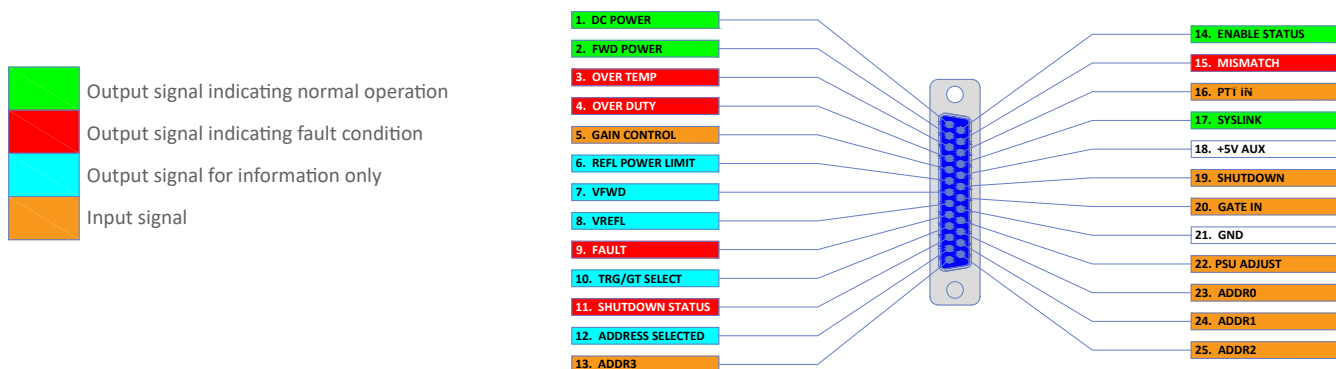 Output signal indicating normal operation
Output signal indicating fault condition
Output signal for information only
Input signal
1. DC POWER
2. FWD POWER
3. OVER TEMP
4. OVER DUTY
5. GAIN CONTROL
6. REFL POWER LIMIT
7. VFWD
8. VREFL
9. FAULT
10. TRG/GT SELECT
11. SHUTDOWN STATUS
12. ADDRESS SELECTED
13. ADDR3
14. ENABLE STATUS
15. MISMATCH
16. PTT IN
17. SYSLINK
18. +5V AUX
19. SHUTDOWN
20. GATE IN
21. GND
22. PSU ADJUST
23. ADDR0
24. ADDR1
25. ADDR2